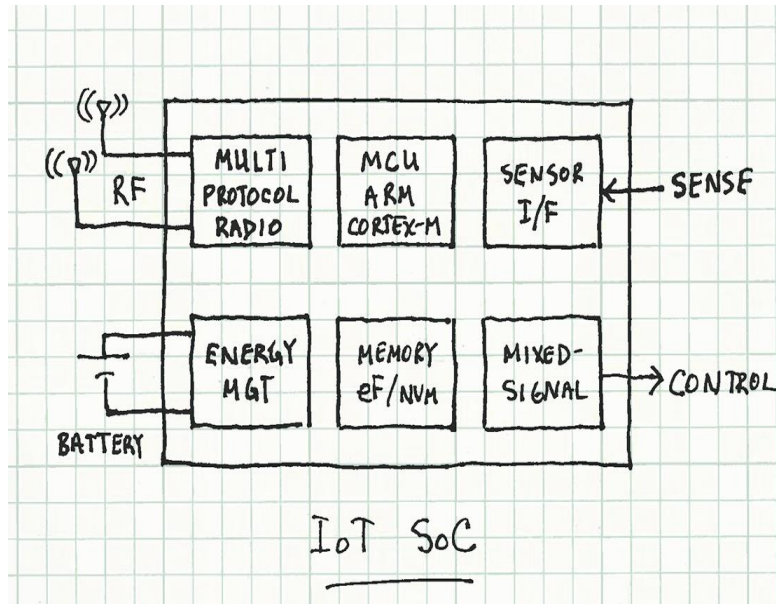 RF
MULTI
PROTOCOL
RADIO
MCU
ARM
CORTEX-M
SENSOR
I/F
SENSE
ENERGY
MGT
MEMORY
eF/NVM
MIXED-
SIGNAL
CONTROL
BATTERY
IoT SoC